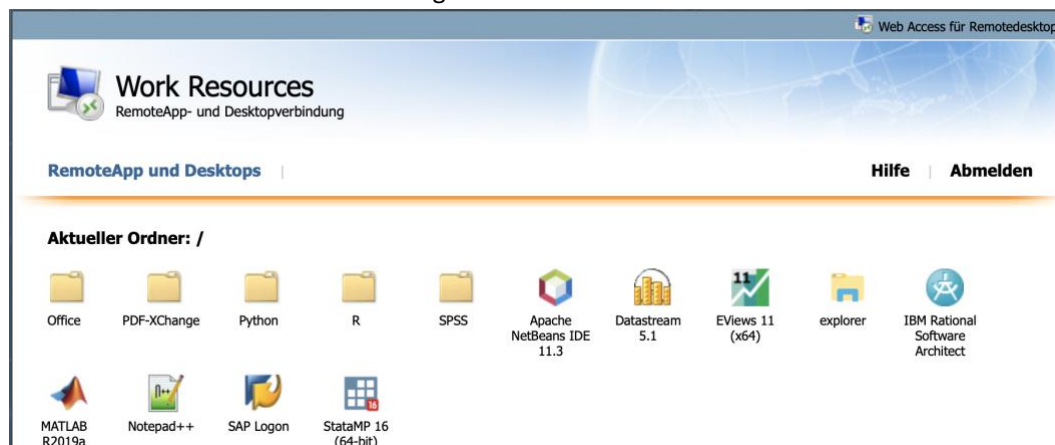 Web Access für Remotedesktop
Work Resources
RemoteApp- und Desktopverbindung
RemoteApp und Desktops
Hilfe | Abmelden
Aktueller Ordner: /
Office
PDF-XChange
Python
R
SPSS
Apache
NetBeans IDE
11.3
Datastream
5.1
11
EViews 11
(x64)
explorer
IBM Rational
Software
Architect
MATLAB
R2019a
n++
Notepad++
SAP Logon
16
StataMP 16
(64-bit)